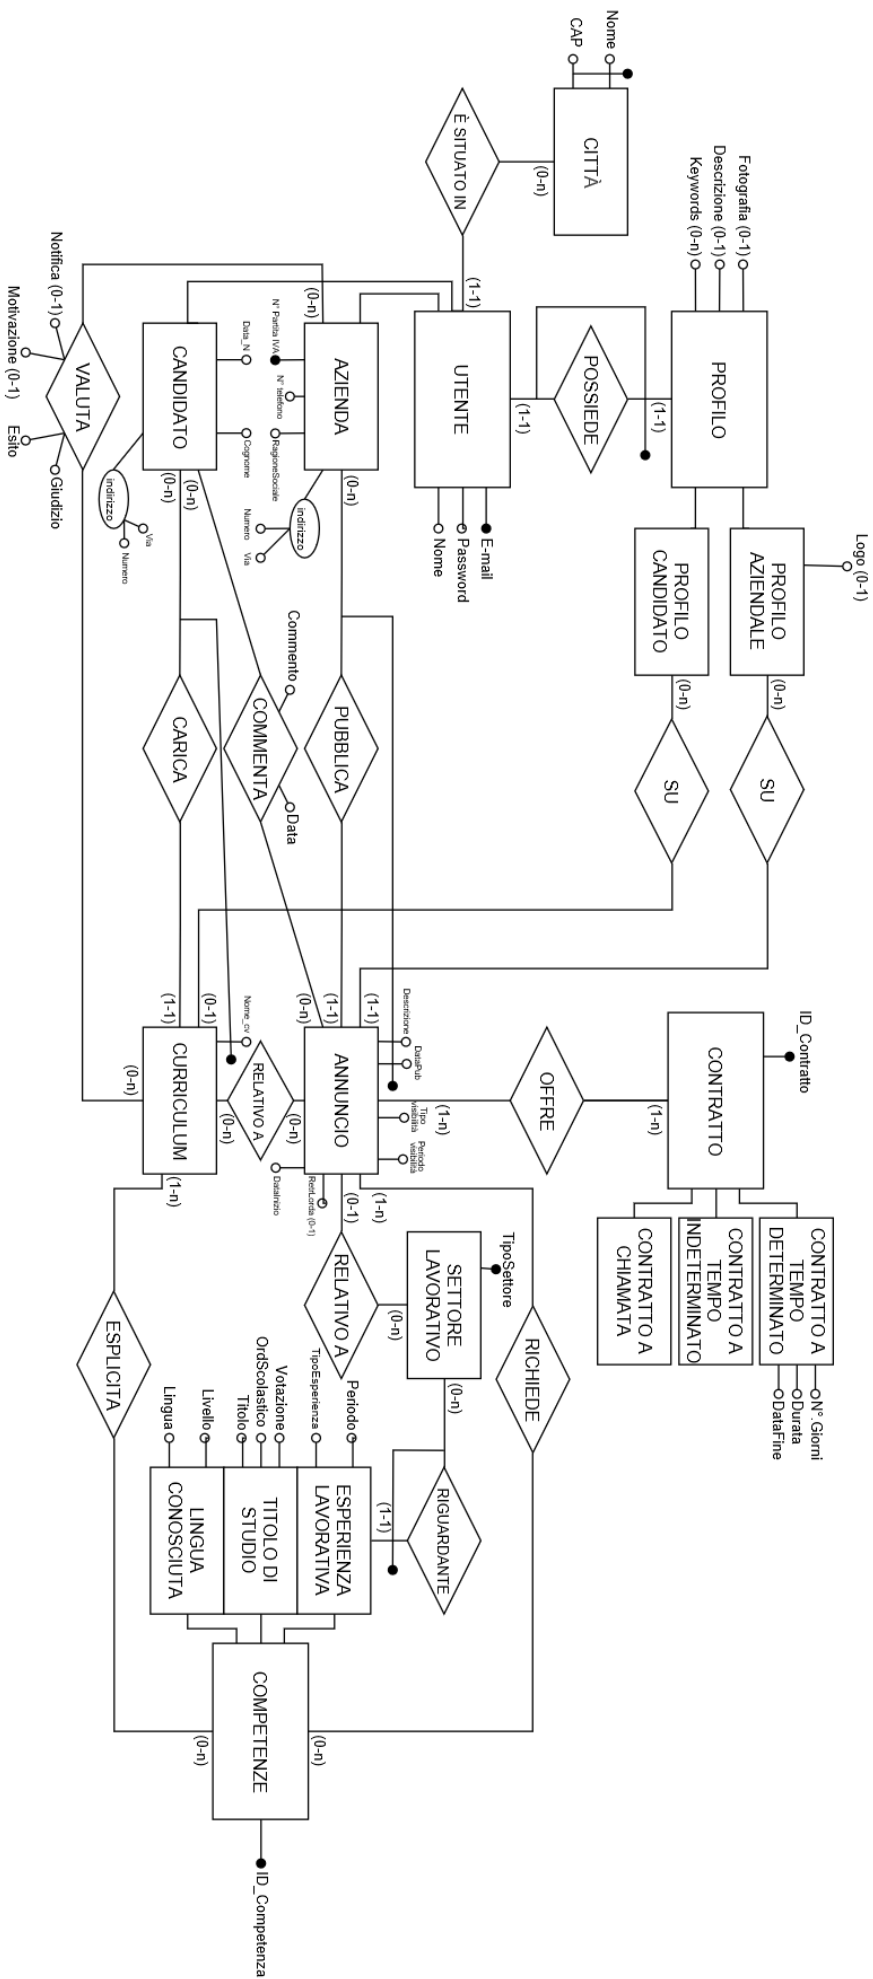 Nome
CAP
CITTÀ
(0-n)
È SITUATO IN
(1-1)
Fotografia (0-1)
Descrizione (0-1)
Keywords (0-n)
PROFILO
(1-1)
POSSIEDE
(1-1)
UTENTE
E-mail
Password
Nome
Logo (0-1)
PROFILO
AZIENDALE
(0-n)
SU
PROFILO
CANDIDATO
(0-n)
SU
(0-n)
AZIENDA
N° Partita IVA
N° telefono
RagioneSociale
indirizzo
Numero
Via
(0-n)
CANDIDATO
Data_N
Cognome
indirizzo
Via
Numero
(0-n)
(0-n)
VALUTA
Notifica (0-1)
Motivazione (0-1)
Esito
Giudizio
PUBBLICA
COMMENTA
Commento
Data
CARICA
(1-1)
(1-1)
(0-n)
ANNUNCIO
Descrizione
DataPub
Tipo
visibilità
Periodo
visibilità
(1-n)
DataInizio
RetrLorda (0-1)
(0-n)
(0-1)
(1-n)
RELATIVO A
(0-n)
(0-1)
(1-1)
Nome_cv
CURRICULUM
(0-n)
(1-n)
OFFRE
(1-n)
CONTRATTO
ID_Contratto
CONTRATTO A
TEMPO
DETERMINATO
N°.Giorni
Durata
DataFine
CONTRATTO A
TEMPO
INDETERMINATO
CONTRATTO A
CHIAMATA
RELATIVO A
(0-n)
SETTORE
LAVORATIVO
TipoSettore
(0-n)
RICHIEDE
RIGUARDANTE
(1-1)
ESPERIENZA
LAVORATIVA
Periodo
TipoEsperienza
TITOLO DI
STUDIO
Votazione
OrdScolastico
Titolo
LINGUA
CONOSCIUTA
Livello
Lingua
ESPLICITA
COMPETENZE
(0-n)
(0-n)
ID_Competenza